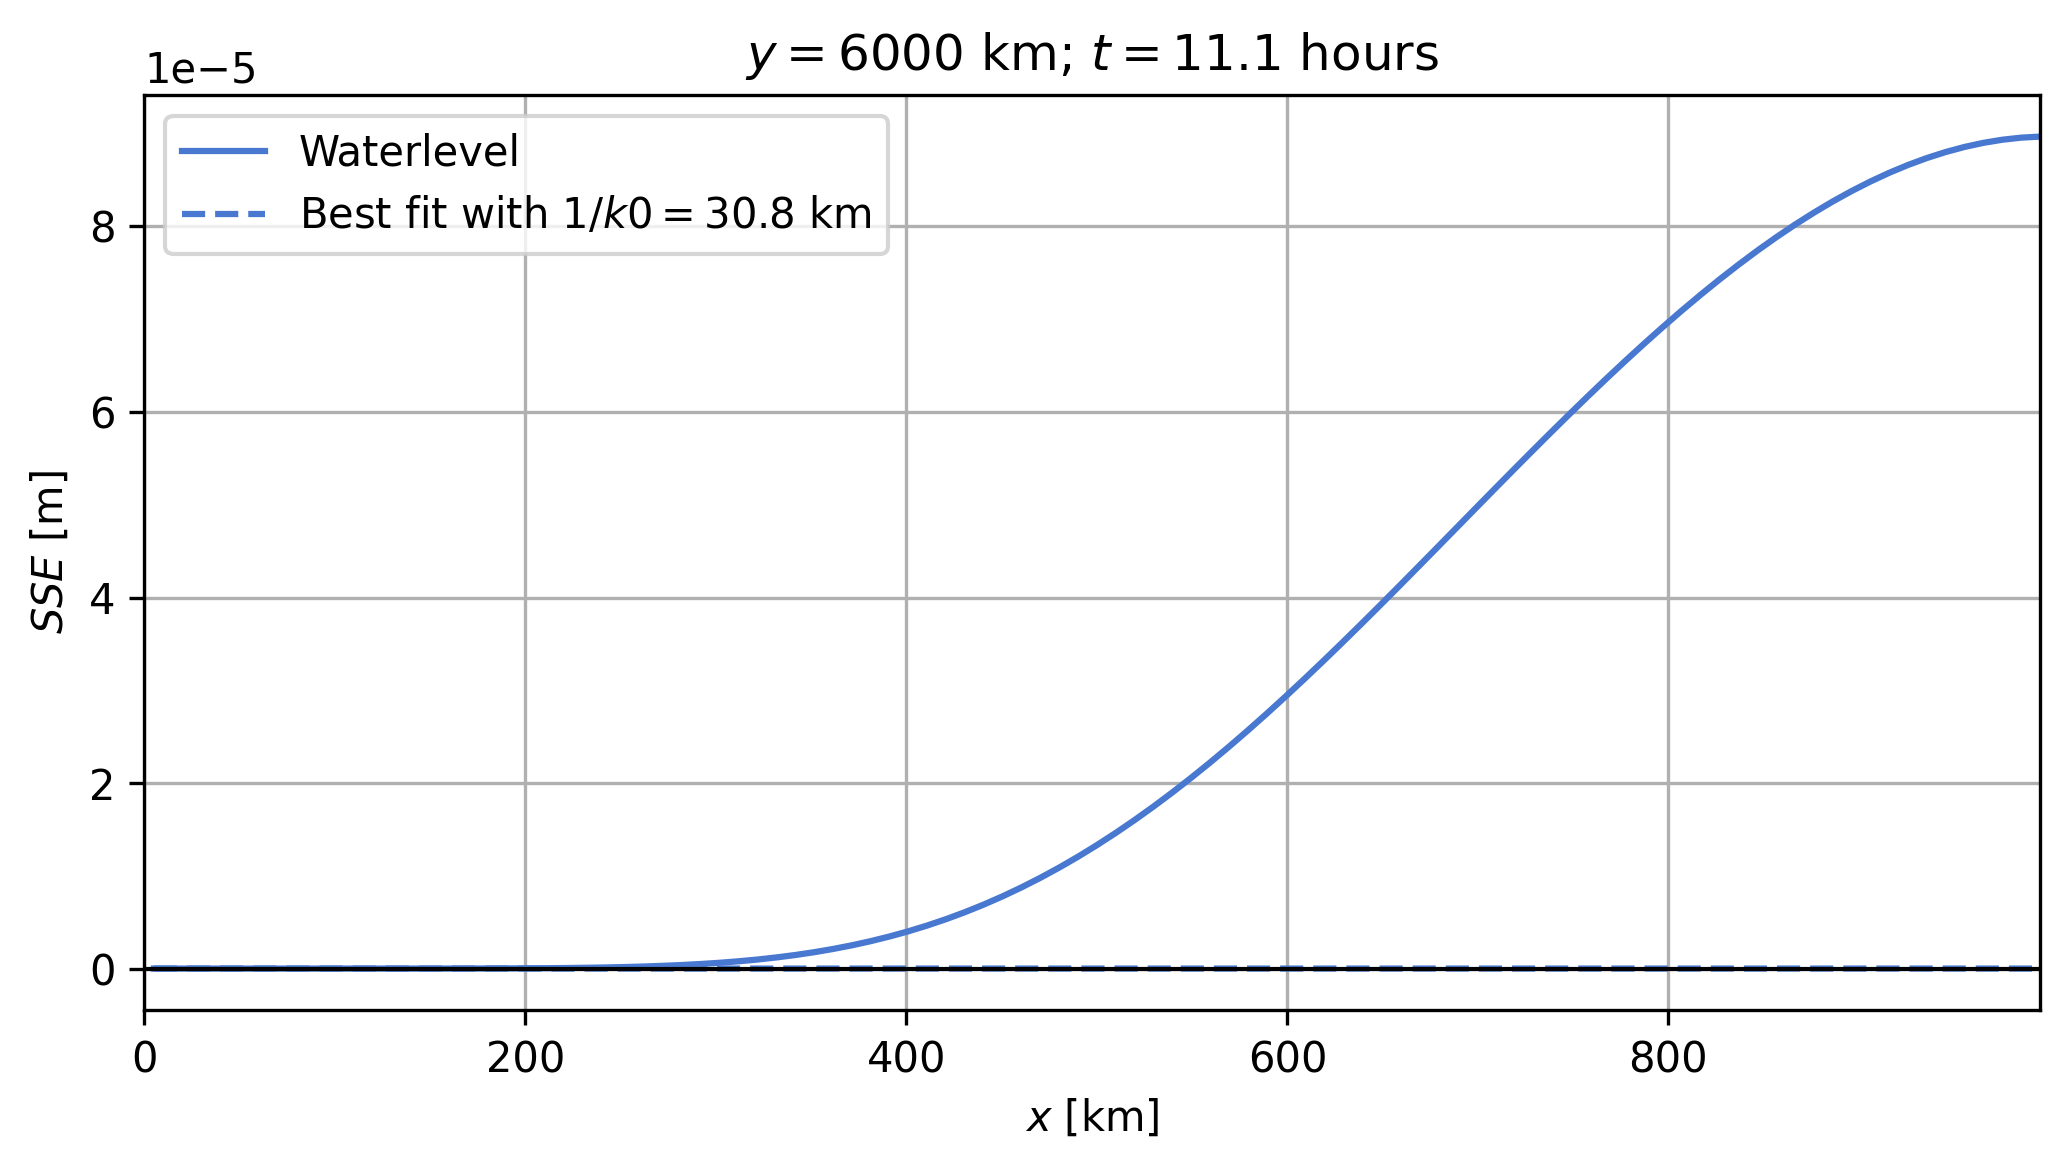 y = 6000 km; t = 11.1 hours
1e−5
Waterlevel
Best fit with 1/k0 = 30.8 km
8
6
4
2
0
SSE [m]
0 200 400 600 800
x [km]